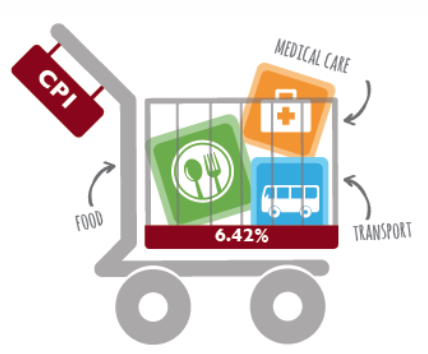 MEDICAL CARE
CPI
FOOD
6.42%
TRANSPORT